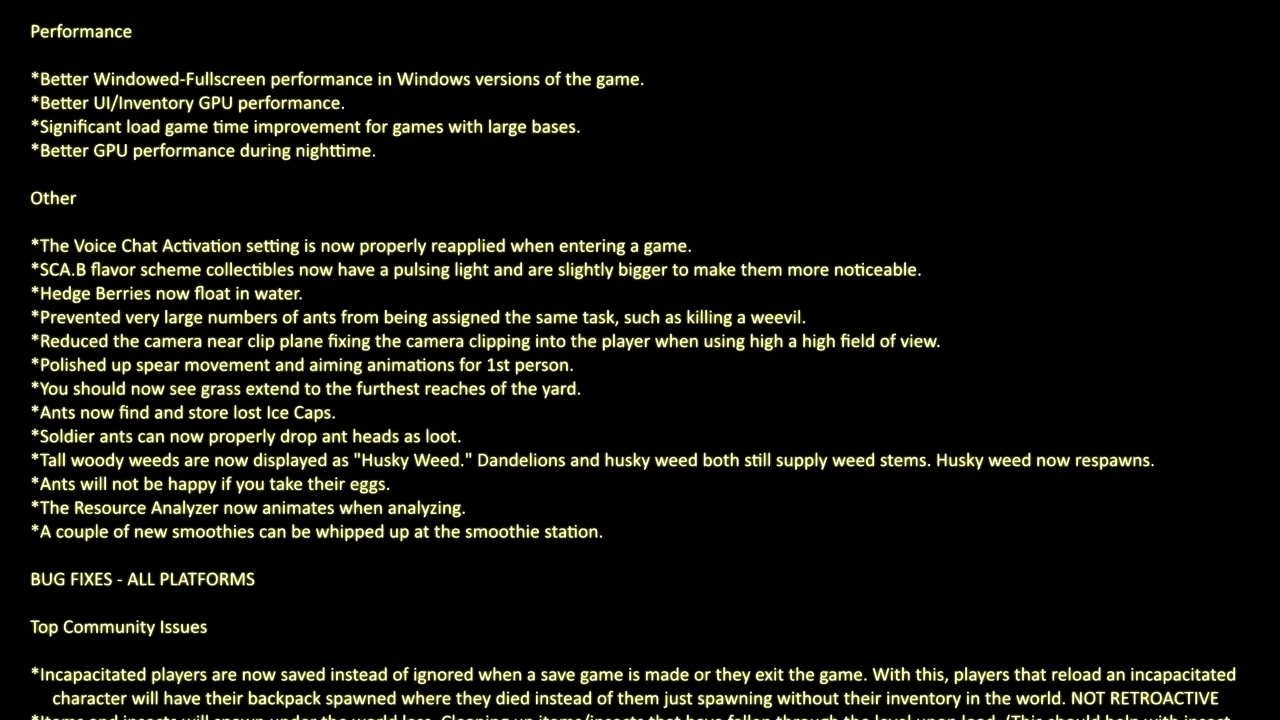 Performance
*Better Windowed-Fullscreen performance in Windows versions of the game.
*Better UI/Inventory GPU performance.
*Significant load game time improvement for games with large bases.
*Better GPU performance during nighttime.
Other
*The Voice Chat Activation setting is now properly reapplied when entering a game.
*SCA.B flavor scheme collectibles now have a pulsing light and are slightly bigger to make them more noticeable.
*Hedge Berries now float in water.
*Prevented very large numbers of ants from being assigned the same task, such as killing a weevil.
*Reduced the camera near clip plane fixing the camera clipping into the player when using high a high field of view.
*Polished up spear movement and aiming animations for 1st person.
*You should now see grass extend to the furthest reaches of the yard.
*Ants now find and store lost Ice Caps.
*Soldier ants can now properly drop ant heads as loot.
*Tall woody weeds are now displayed as "Husky Weed." Dandelions and husky weed both still supply weed stems. Husky weed now respawns.
*Ants will not be happy if you take their eggs.
*The Resource Analyzer now animates when analyzing.
*A couple of new smoothies can be whipped up at the smoothie station.
BUG FIXES - ALL PLATFORMS
Top Community Issues
*Incapacitated players are now saved instead of ignored when a save game is made or they exit the game. With this, players that reload an incapacitated
character will have their backpack spawned where they died instead of them just spawning without their inventory in the world. NOT RETROACTIVE